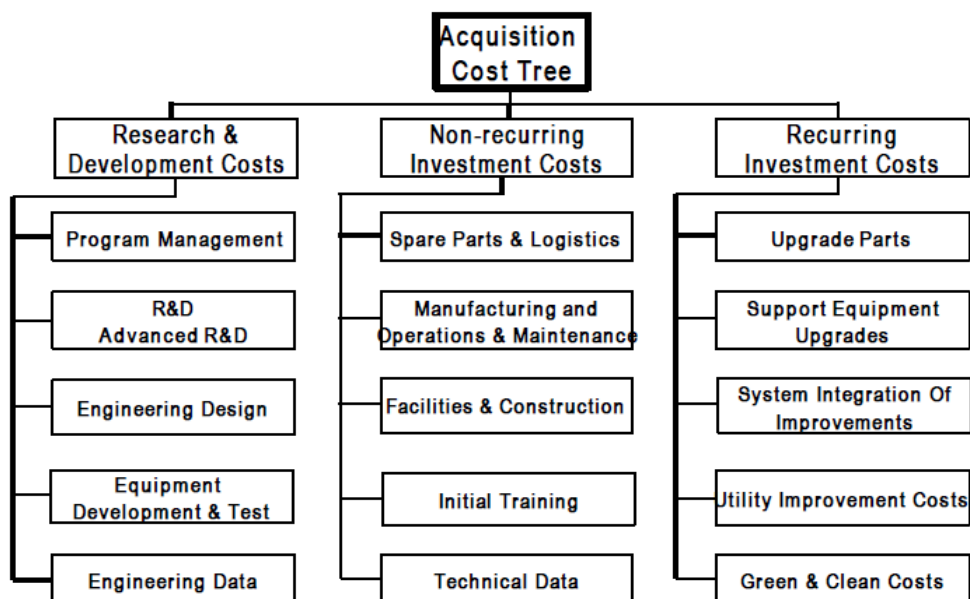 Acquisition
Cost Tree
Research &
Development Costs
Non-recurring
Investment Costs
Recurring
Investment Costs
Program Management
R&D
Advanced R&D
Engineering Design
Equipment
Development & Test
Engineering Data
Spare Parts & Logistics
Manufacturing and
Operations & Maintenance
Facilities & Construction
Initial Training
Technical Data
Upgrade Parts
Support Equipment
Upgrades
System Integration Of
Improvements
Utility Improvement Costs
Green & Clean Costs